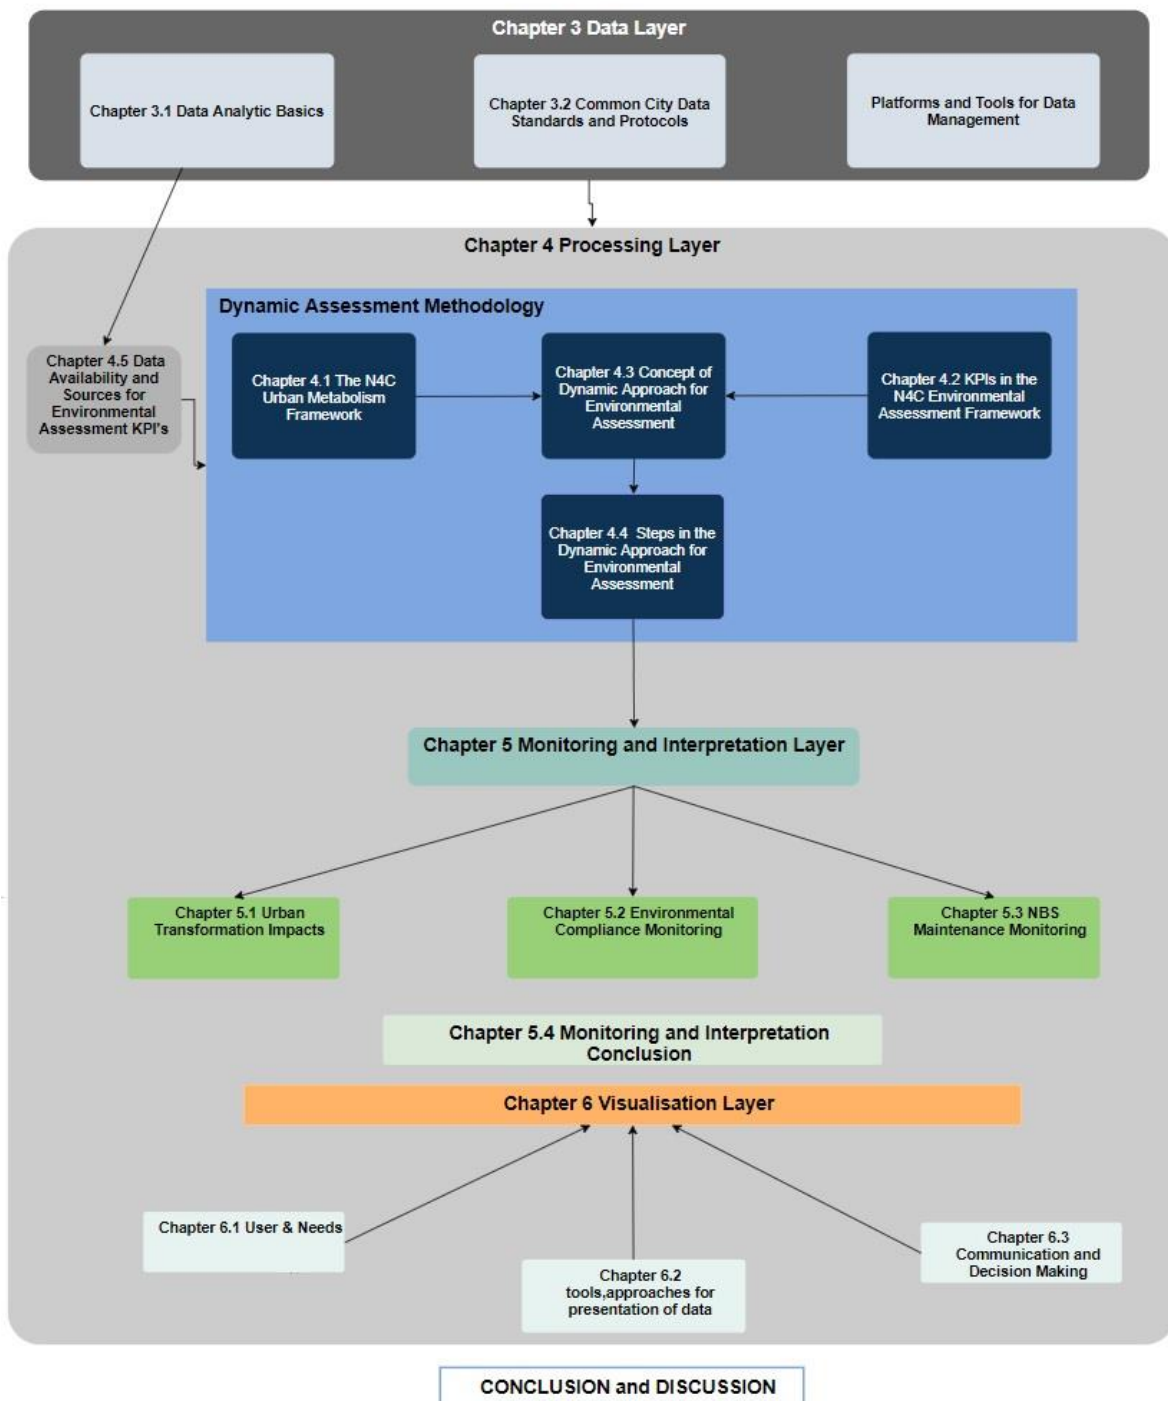 Chapter 3 Data Layer
Chapter 3.1 Data Analytic Basics
Chapter 3.2 Common City Data
Standards and Protocols
Platforms and Tools for Data
Management
Chapter 4 Processing Layer
Dynamic Assessment Methodology
Chapter 4.5 Data
Availability and
Sources for
Environmental
Assessment KPI's
Chapter 4.1 The N4C
Urban Metabolism
Framework
Chapter 4.3 Concept of
Dynamic Approach for
Environmental
Assessment
Chapter 4.2 KPIs in the
N4C Environmental
Assessment Framework
Chapter 4.4 Steps in the
Dynamic Approach for
Environmental
Assessment
Chapter 5 Monitoring and Interpretation Layer
Chapter 5.1 Urban
Transformation Impacts
Chapter 5.2 Environmental
Compliance Monitoring
Chapter 5.3 NBS
Maintenance Monitoring
Chapter 5.4 Monitoring and Interpretation
Conclusion
Chapter 6 Visualisation Layer
Chapter 6.1 User & Needs
Chapter 6.2
tools,approaches for
presentation of data
Chapter 6.3
Communication and
Decision Making
CONCLUSION and DISCUSSION